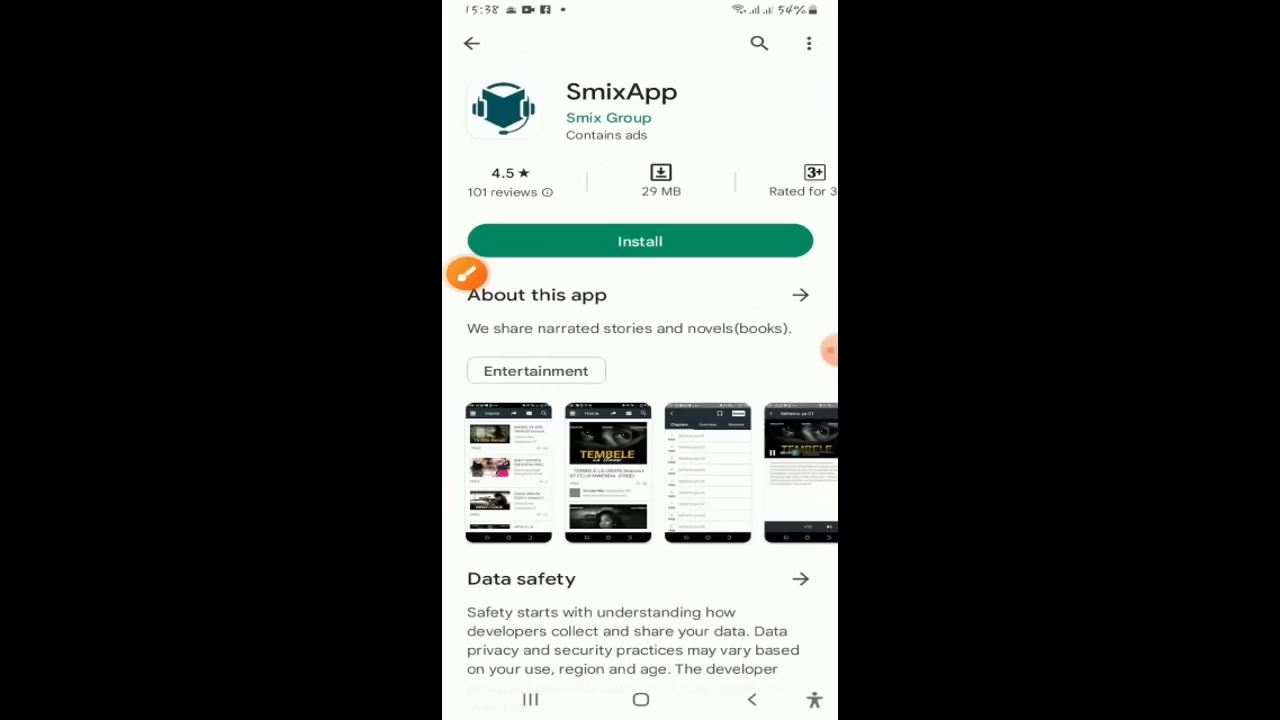 15:38 54%
SmixApp
Smix Group
Contains ads
4.5 ★
101 reviews
29 MB
3+
Rated for 3
Install
About this app
We share narrated stories and novels(books).
Entertainment
Home
Home
TEMBELE
TEMBELE
Data safety
Safety starts with understanding how
developers collect and share your data. Data
privacy and security practices may vary based
on your use, region and age. The developer